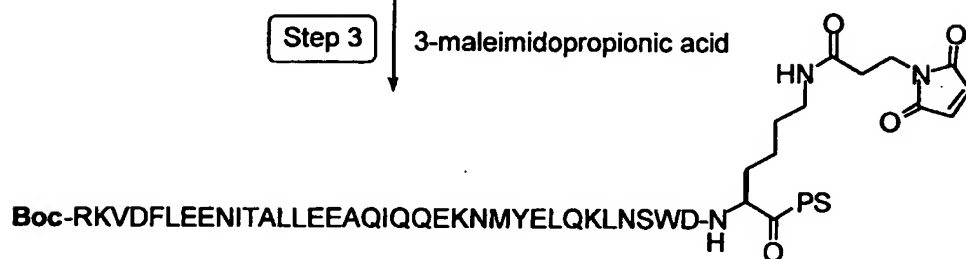 Step 3
3-maleimidopropionic acid
O
O
HN
N
O
Boc-RKVDFLEENITALLEEAQIQQEKNMYELQKLNSWD-N
H
PS
O